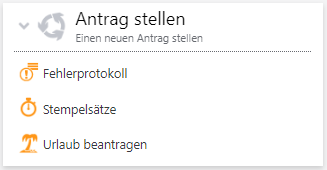 Antrag stellen
Einen neuen Antrag stellen
Fehlerprotokoll
Stempelsätze
Urlaub beantragen